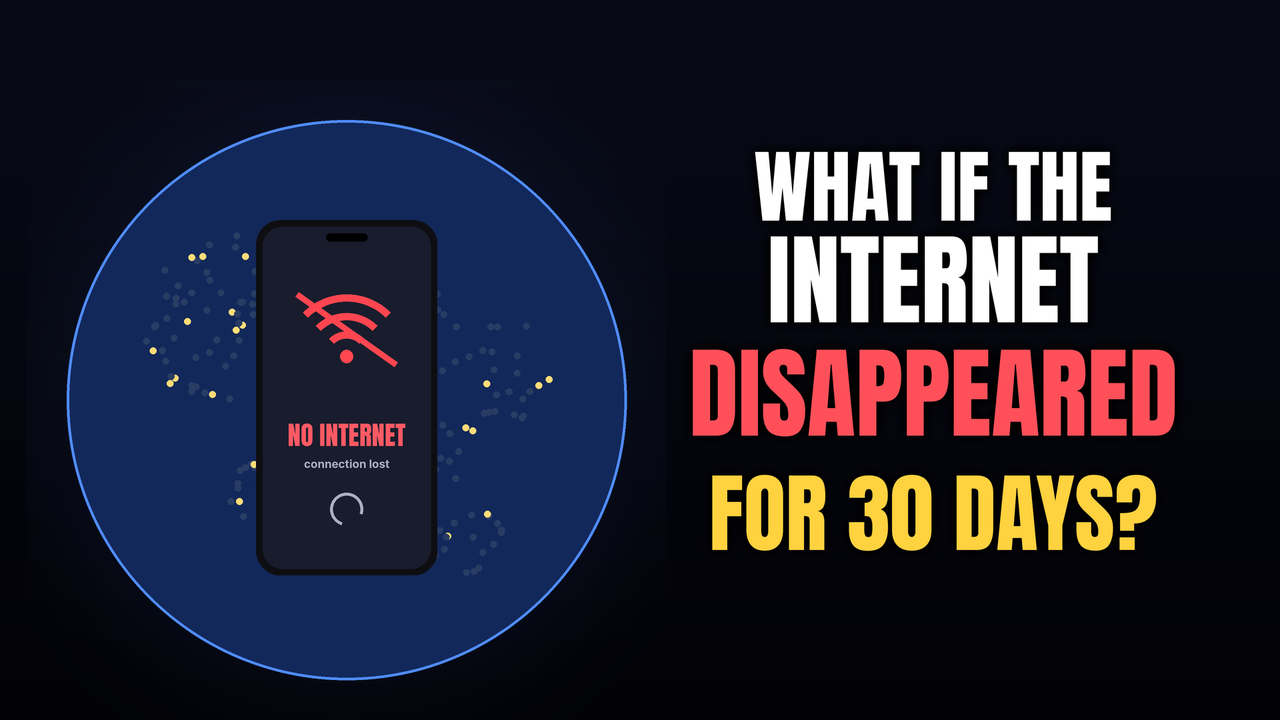 NO INTERNET
connection lost
WHAT IF THE
INTERNET
DISAPPEARED
FOR 30 DAYS?